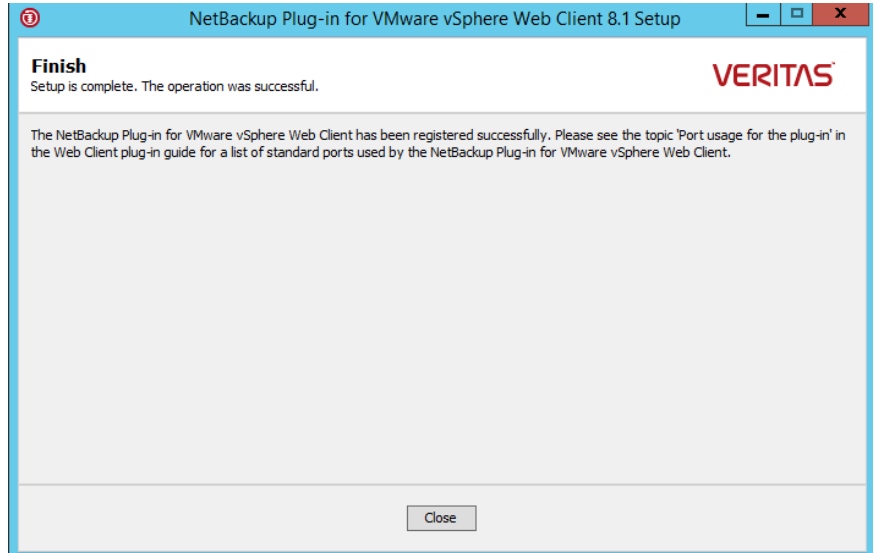 NetBackup Plug-in for VMware vSphere Web Client 8.1 Setup
Finish
Setup is complete. The operation was successful.
VERITAS
The NetBackup Plug-in for VMware vSphere Web Client has been registered successfully. Please see the topic 'Port usage for the plug-in' in
the Web Client plug-in guide for a list of standard ports used by the NetBackup Plug-in for VMware vSphere Web Client.
Close